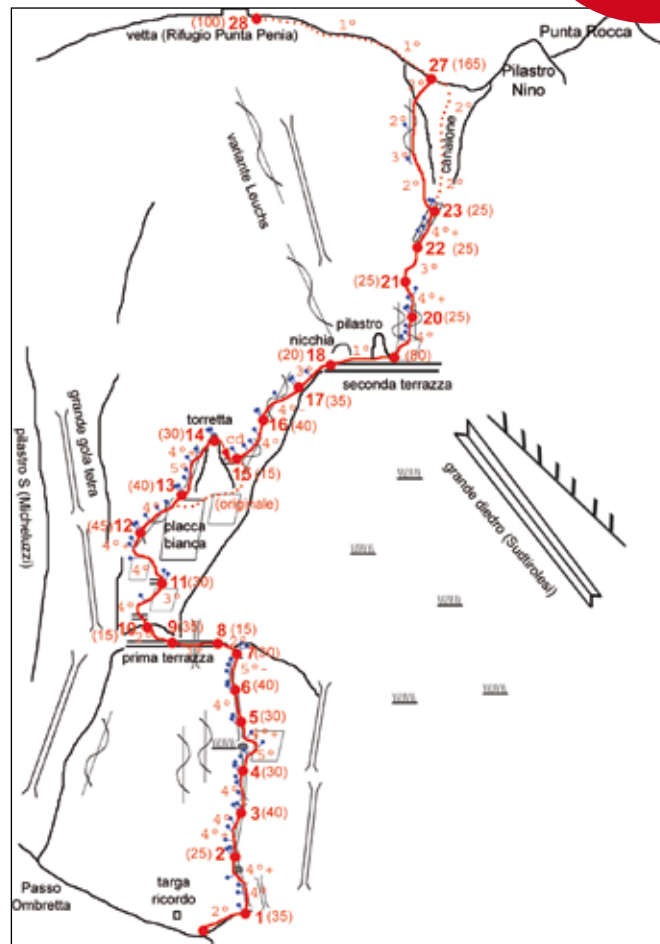 (100) 28
vetta (Rifugio Punta Penia)
1°
1°
Punta Rocca
27 (165)
Pilastro
Nino
2°
2°
2°
canalone
3°
2°
2°
variante Leuchs
23 (25)
4°+
22 (25)
3°
(25) 21
4°+
20 (25)
4°
pilastro
nicchia
(20) 18
1°
(80)
seconda terrazza
3°
17 (35)
4°-
16 (40)
torretta
(30) 14
cd
4°
5°
15 (15)
(40) 13
4°
(originale)
grande gola tetra
pilastro S (Micheluzzi)
grande diedro (Sudtirolesi)
(45) 12
placca
bianca
4°
4°
11 (30)
3°
4°
10
(15)
2°
9 (35)
8 (15)
prima terrazza
2°
7 (30)
5°-
6 (40)
4°
5 (30)
4°+
5°
4 (30)
4°
3 (40)
4°
4°
(25) 2
4°+
4°
targa
ricordo
Passo
Ombretta
2°
1 (35)